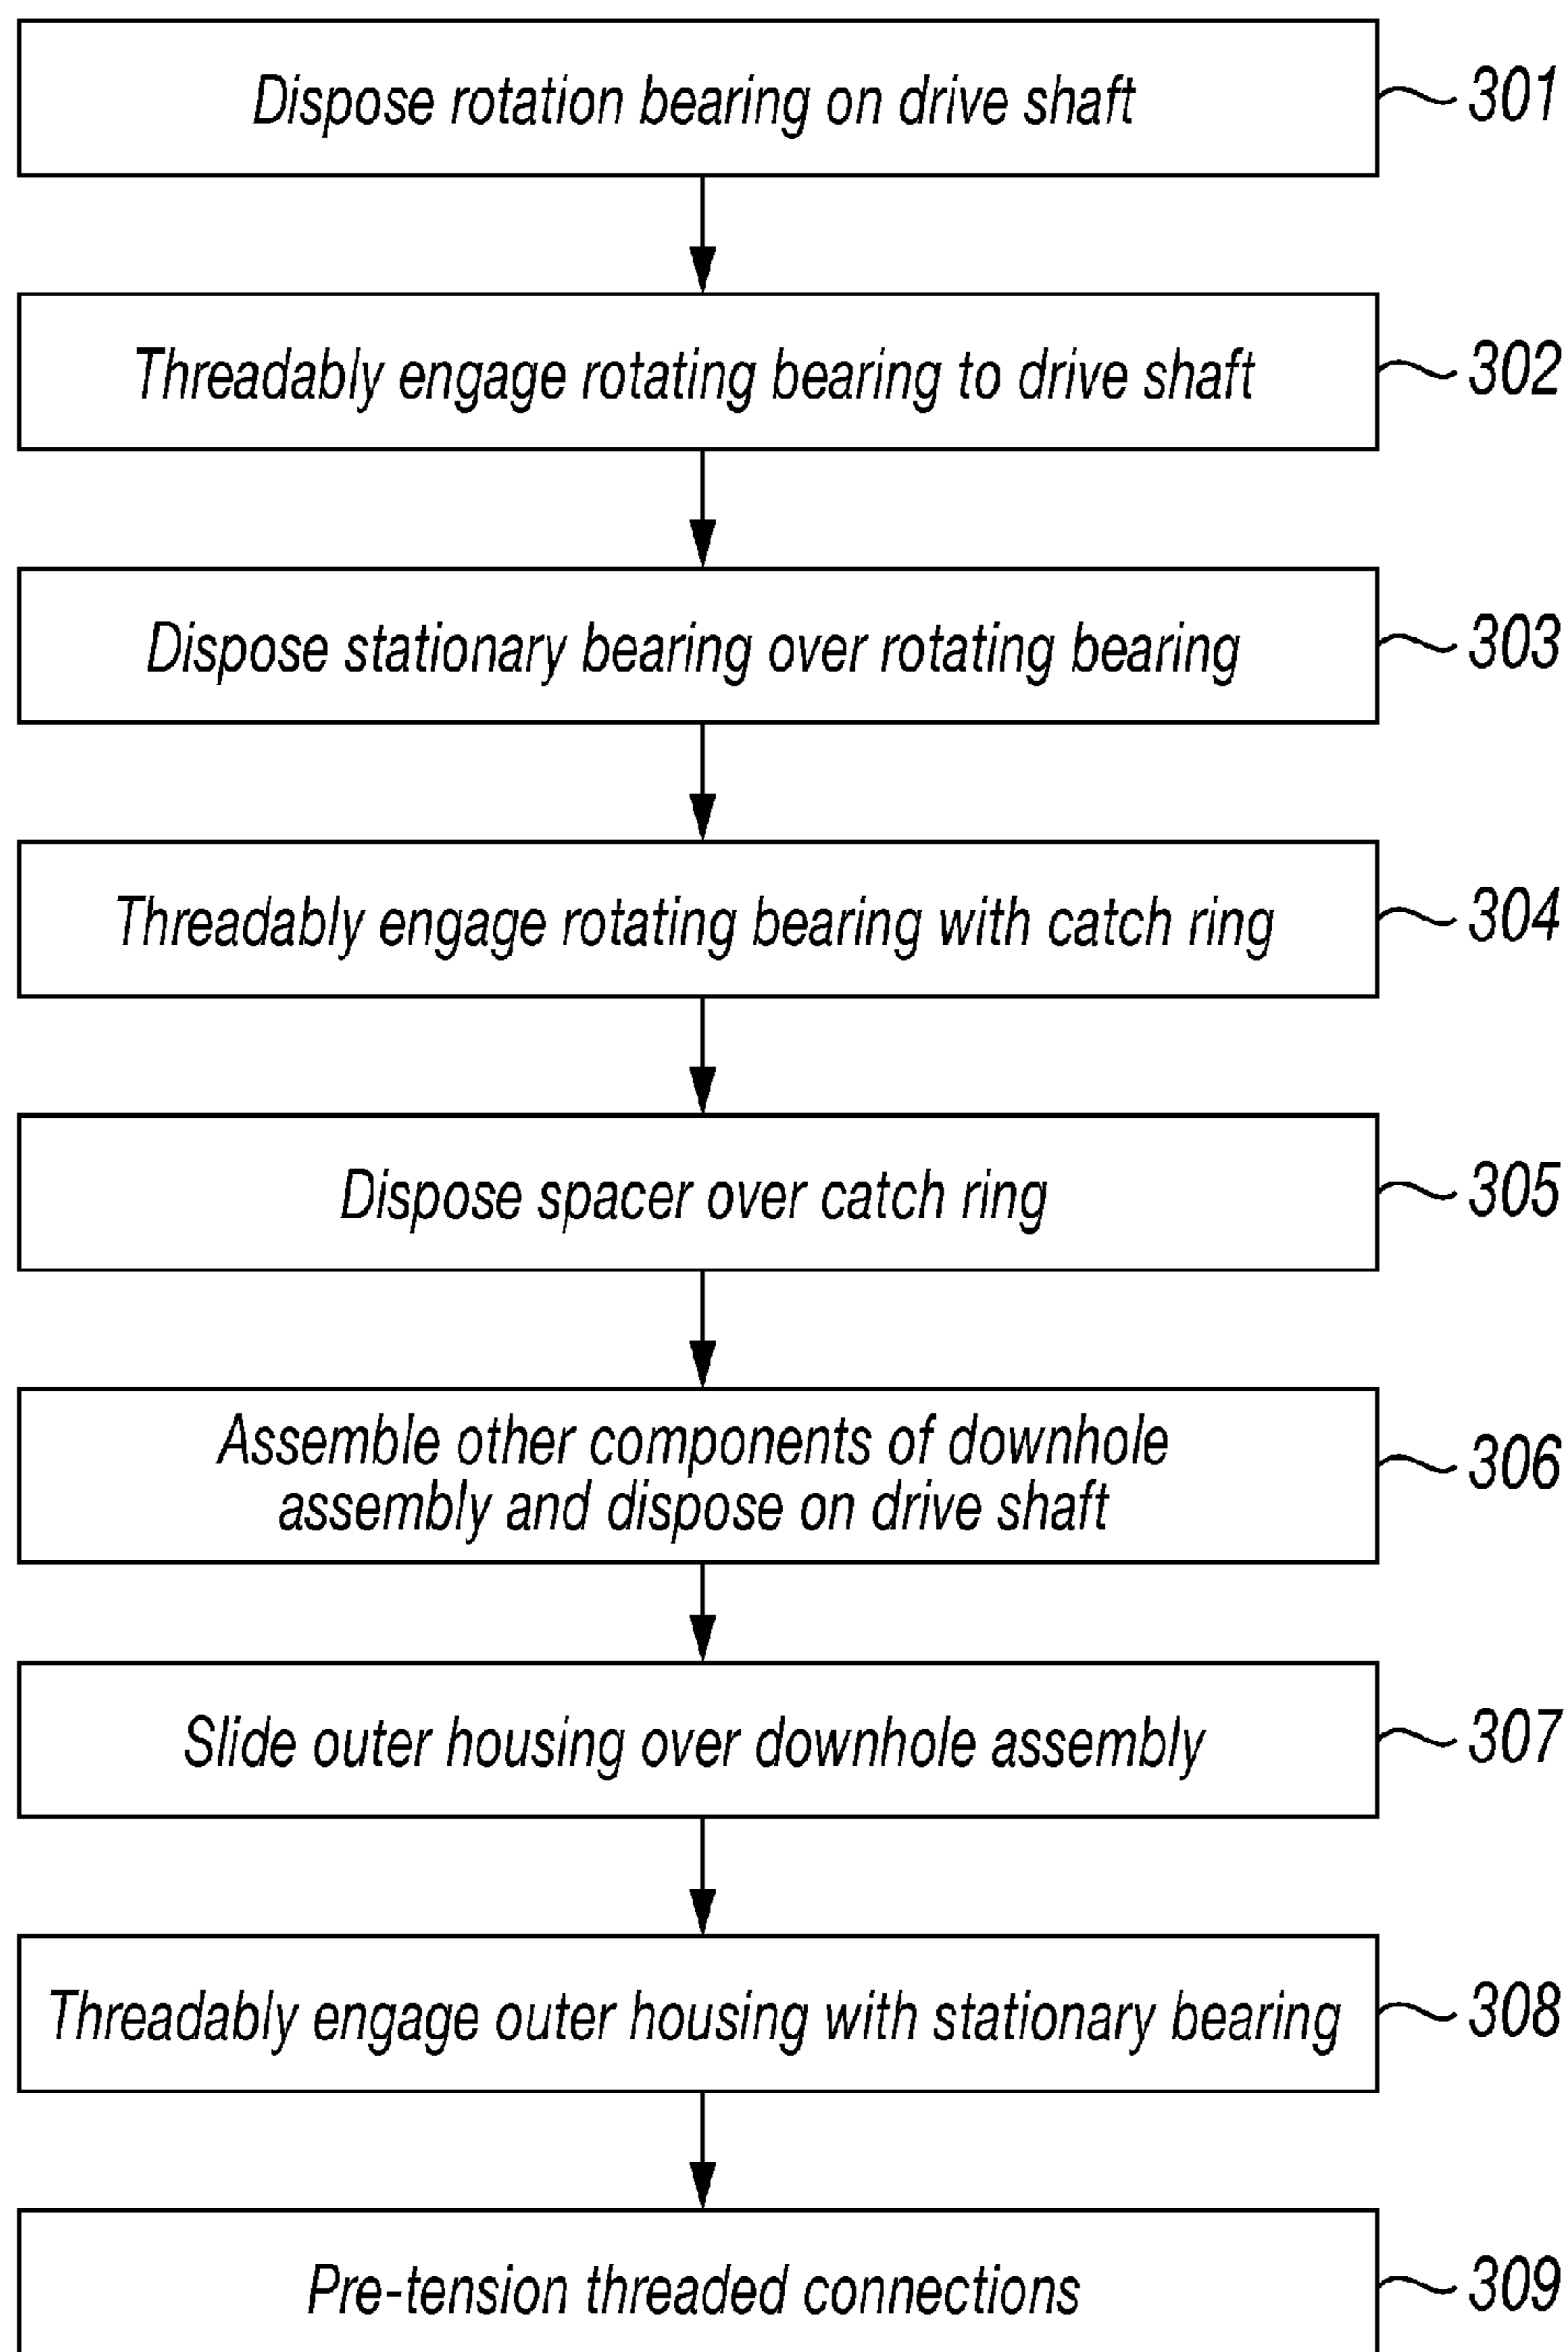 Dispose rotation bearing on drive shaft
301
Threadably engage rotating bearing to drive shaft
302
Dispose stationary bearing over rotating bearing
303
Threadably engage rotating bearing with catch ring
304
Dispose spacer over catch ring
305
Assemble other components of downhole
assembly and dispose on drive shaft
306
Slide outer housing over downhole assembly
307
Threadably engage outer housing with stationary bearing
308
Pre-tension threaded connections
309